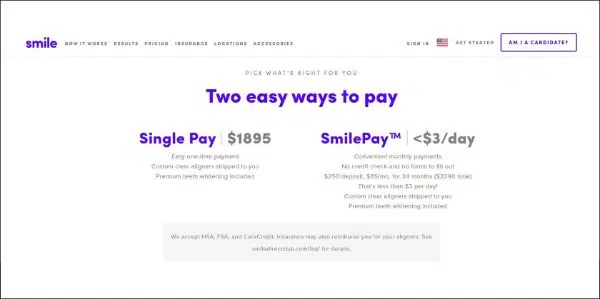 smile HOW IT WORKS RESULTS PRICING INSURANCE LOCATIONS ACCESSORIES SIGN IN GET STARTED AM I A CANDIDATE?
PICK WHAT'S RIGHT FOR YOU
Two easy ways to pay
Single Pay | $1895
Easy one-time payment
Custom clear aligners shipped to you
Premium teeth whitening included
SmilePay™ | <$3/day
Convenient monthly payments
No credit check and no forms to fill out
$250 deposit, $85/mo. for 24 months ($2290 total)
That's less than $3 per day!
Custom clear aligners shipped to you
Premium teeth whitening included
We accept HSA, FSA, and CareCredit. Insurance may also reimburse you for your aligners. See
smiledirectclub.com/faq/ for details.